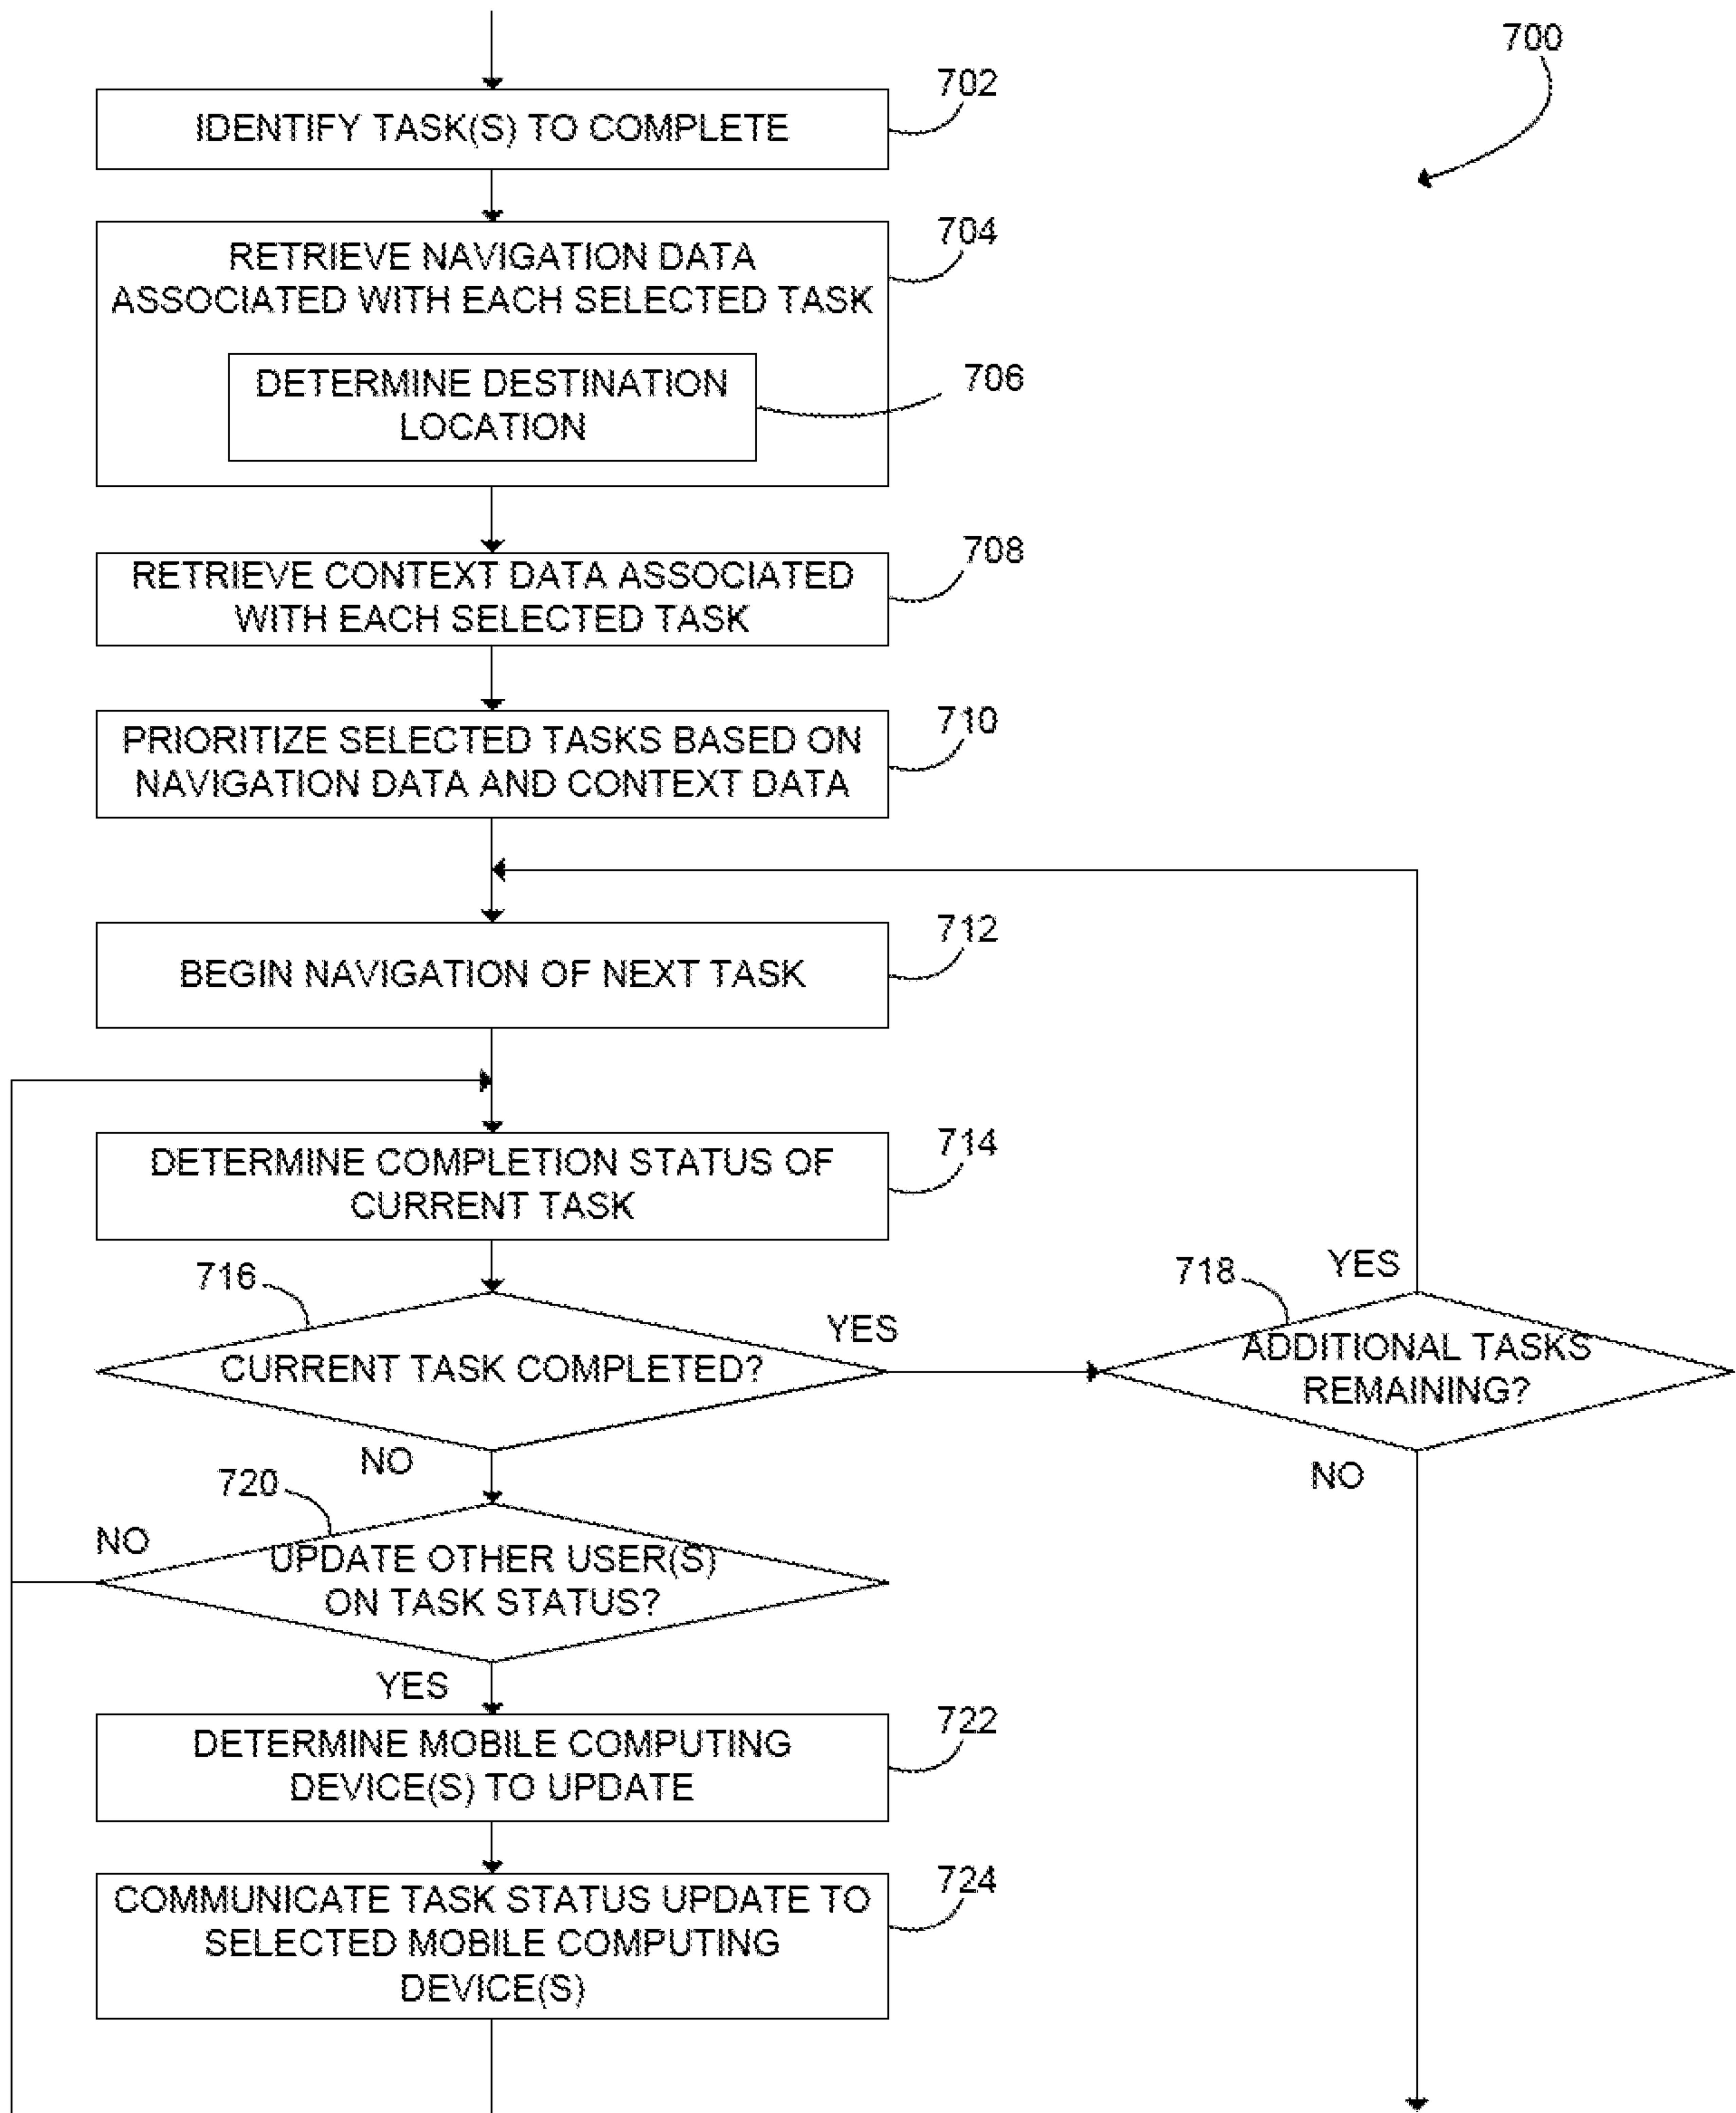 700
702
IDENTIFY TASK(S) TO COMPLETE
704
RETRIEVE NAVIGATION DATA
ASSOCIATED WITH EACH SELECTED TASK
706
DETERMINE DESTINATION
LOCATION
708
RETRIEVE CONTEXT DATA ASSOCIATED
WITH EACH SELECTED TASK
710
PRIORITIZE SELECTED TASKS BASED ON
NAVIGATION DATA AND CONTEXT DATA
712
BEGIN NAVIGATION OF NEXT TASK
714
DETERMINE COMPLETION STATUS OF
CURRENT TASK
716
CURRENT TASK COMPLETED?
YES
718
YES
ADDITIONAL TASKS
REMAINING?
NO
NO
720
NO
UPDATE OTHER USER(S)
ON TASK STATUS?
YES
722
DETERMINE MOBILE COMPUTING
DEVICE(S) TO UPDATE
724
COMMUNICATE TASK STATUS UPDATE TO
SELECTED MOBILE COMPUTING
DEVICE(S)